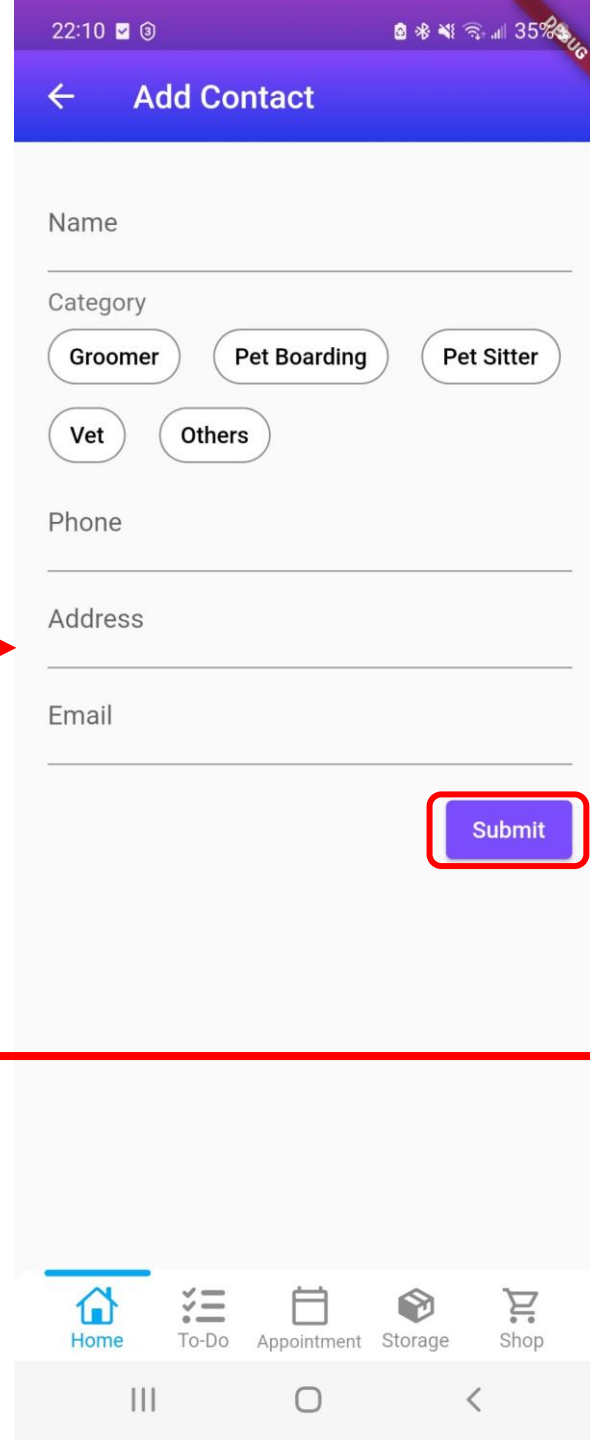 22:10 3 35%
DEBUG
Add Contact
Name
Category
Groomer Pet Boarding Pet Sitter
Vet Others
Phone
Address
Email
Submit
Home To-Do Appointment Storage Shop